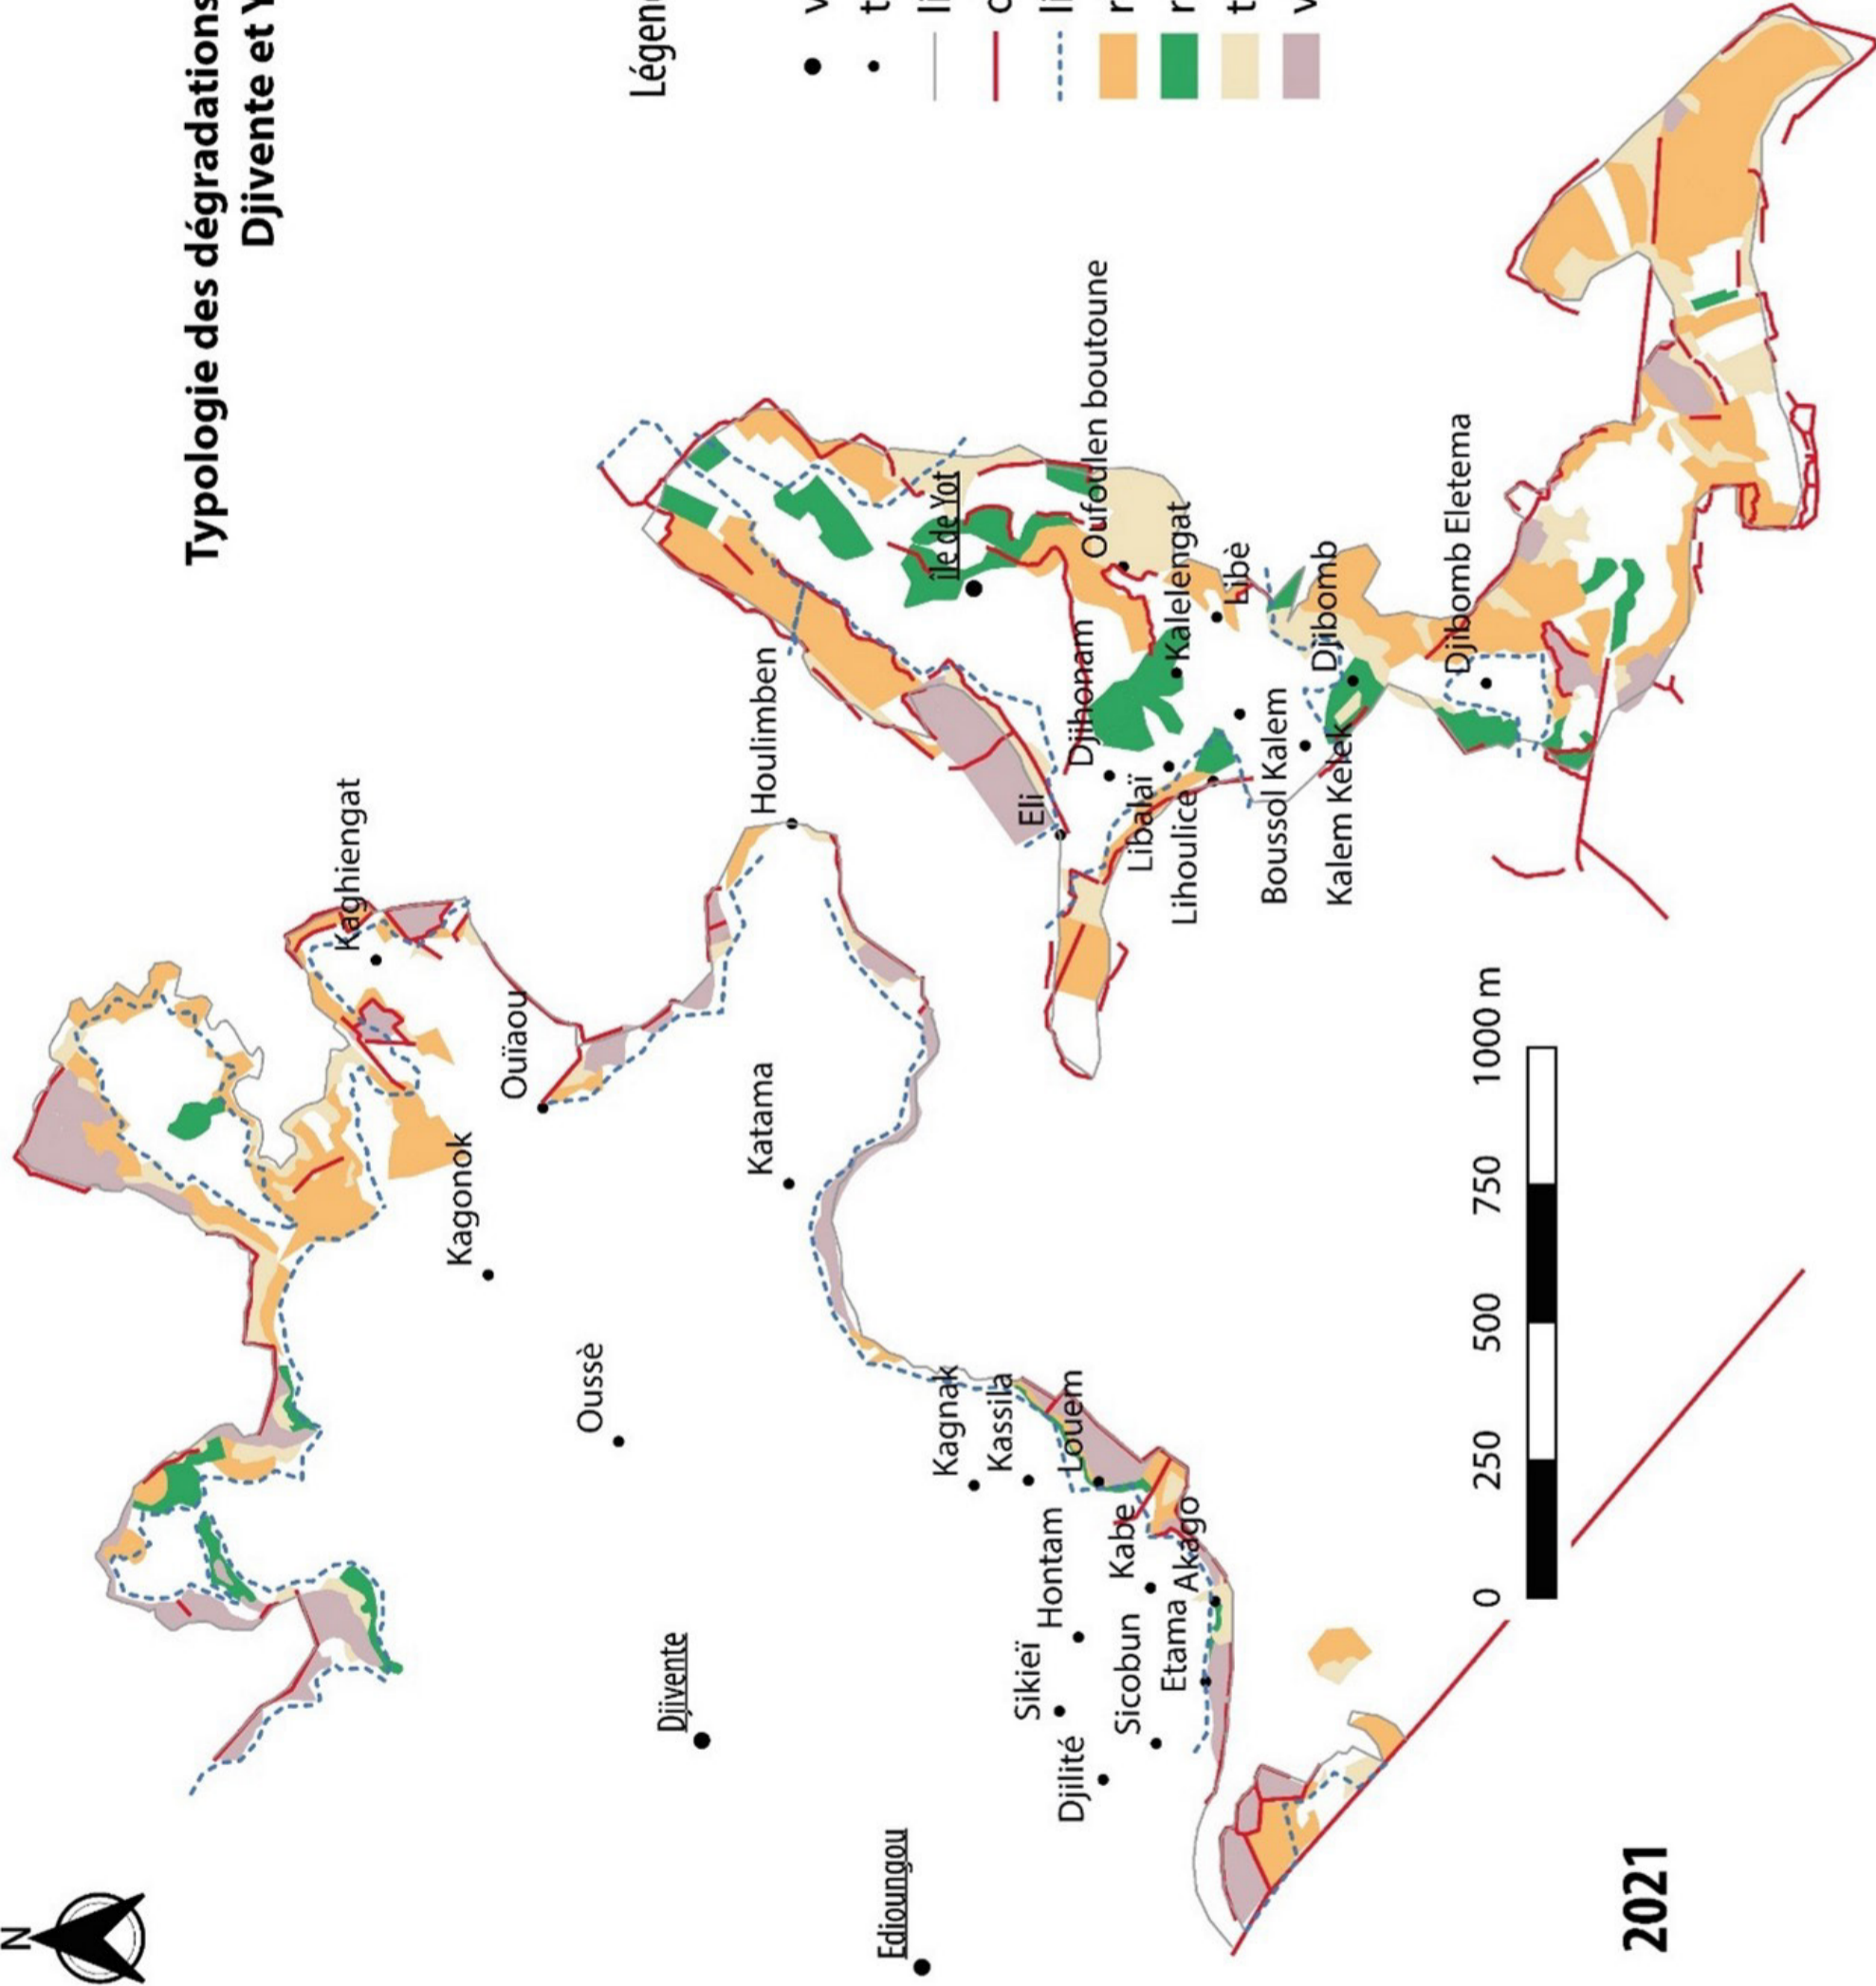 N
Typologie des dégradations
Djivente et Y
Kaghiengat
Kagonok
Ouïaou
Oussè
Djivente
Katama
Houlimben
Edioungou
île de Yot
Kagnak
Kassila
Sikieï
Eli
Hontam
Louem
Djilité
Djihonam
Oufoulen boutoune
Kabe
Sicobun
Libalaï
Etama
Kalelengat
Akago
Lihoulice
Libè
Boussol Kalem
Djibomb
Kalem Kelek
Djibomb Eletema
0 250 500 750 1000 m
2021